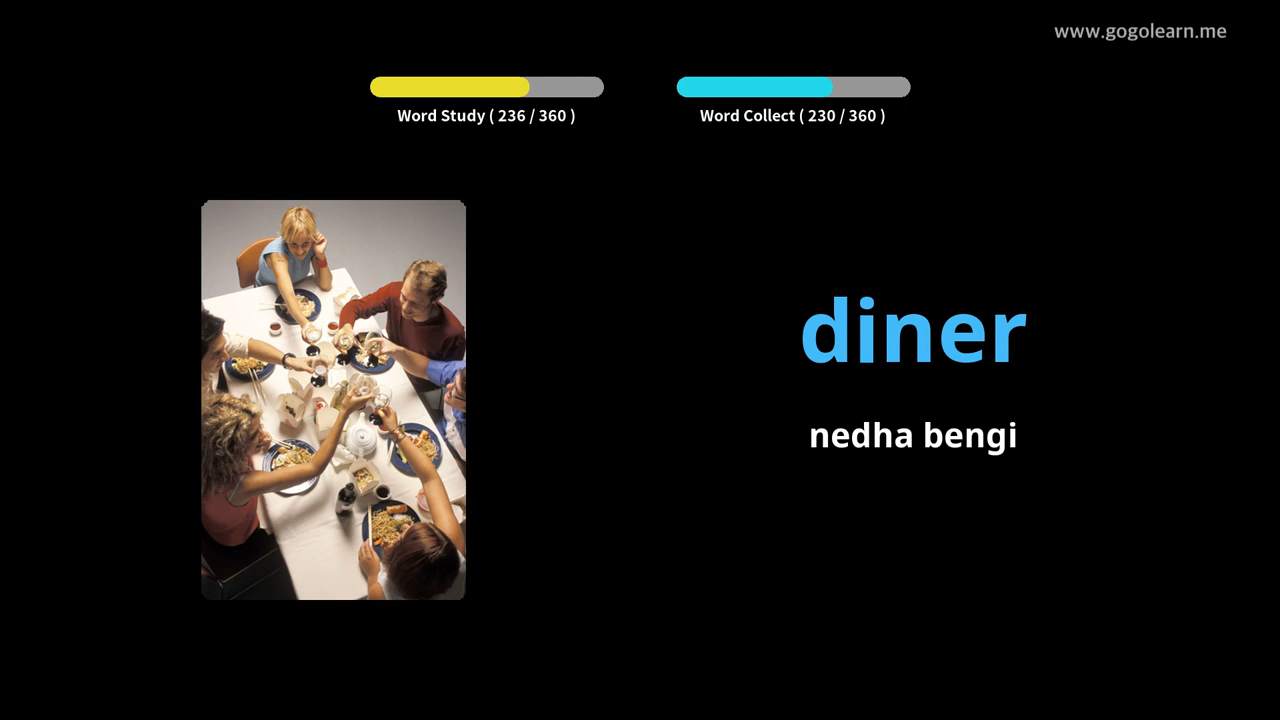 www.gogolearn.me
Word Study ( 236 / 360 )
Word Collect ( 230 / 360 )
diner
nedha bengi